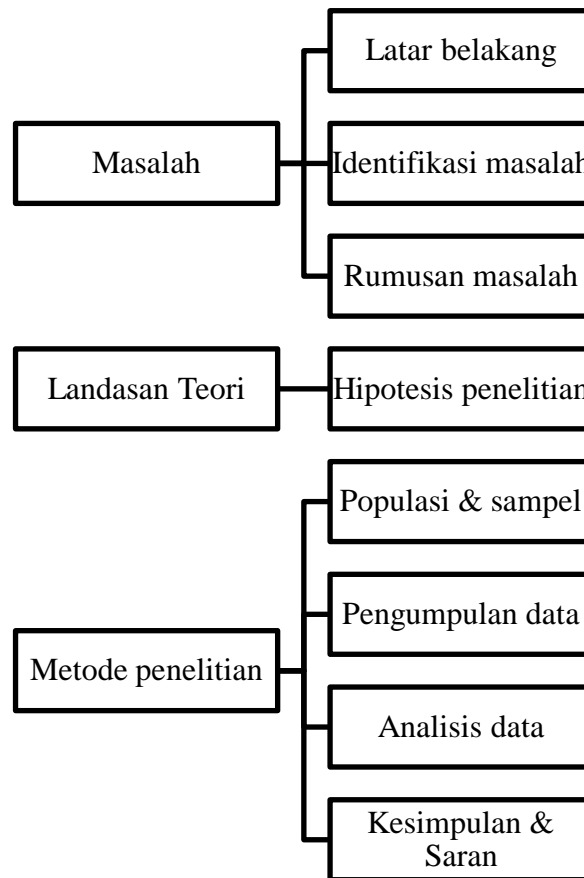 Masalah
Latar belakang
Identifikasi masalah
Rumusan masalah
Landasan Teori
Hipotesis penelitian
Metode penelitian
Populasi & sampel
Pengumpulan data
Analisis data
Kesimpulan &
Saran